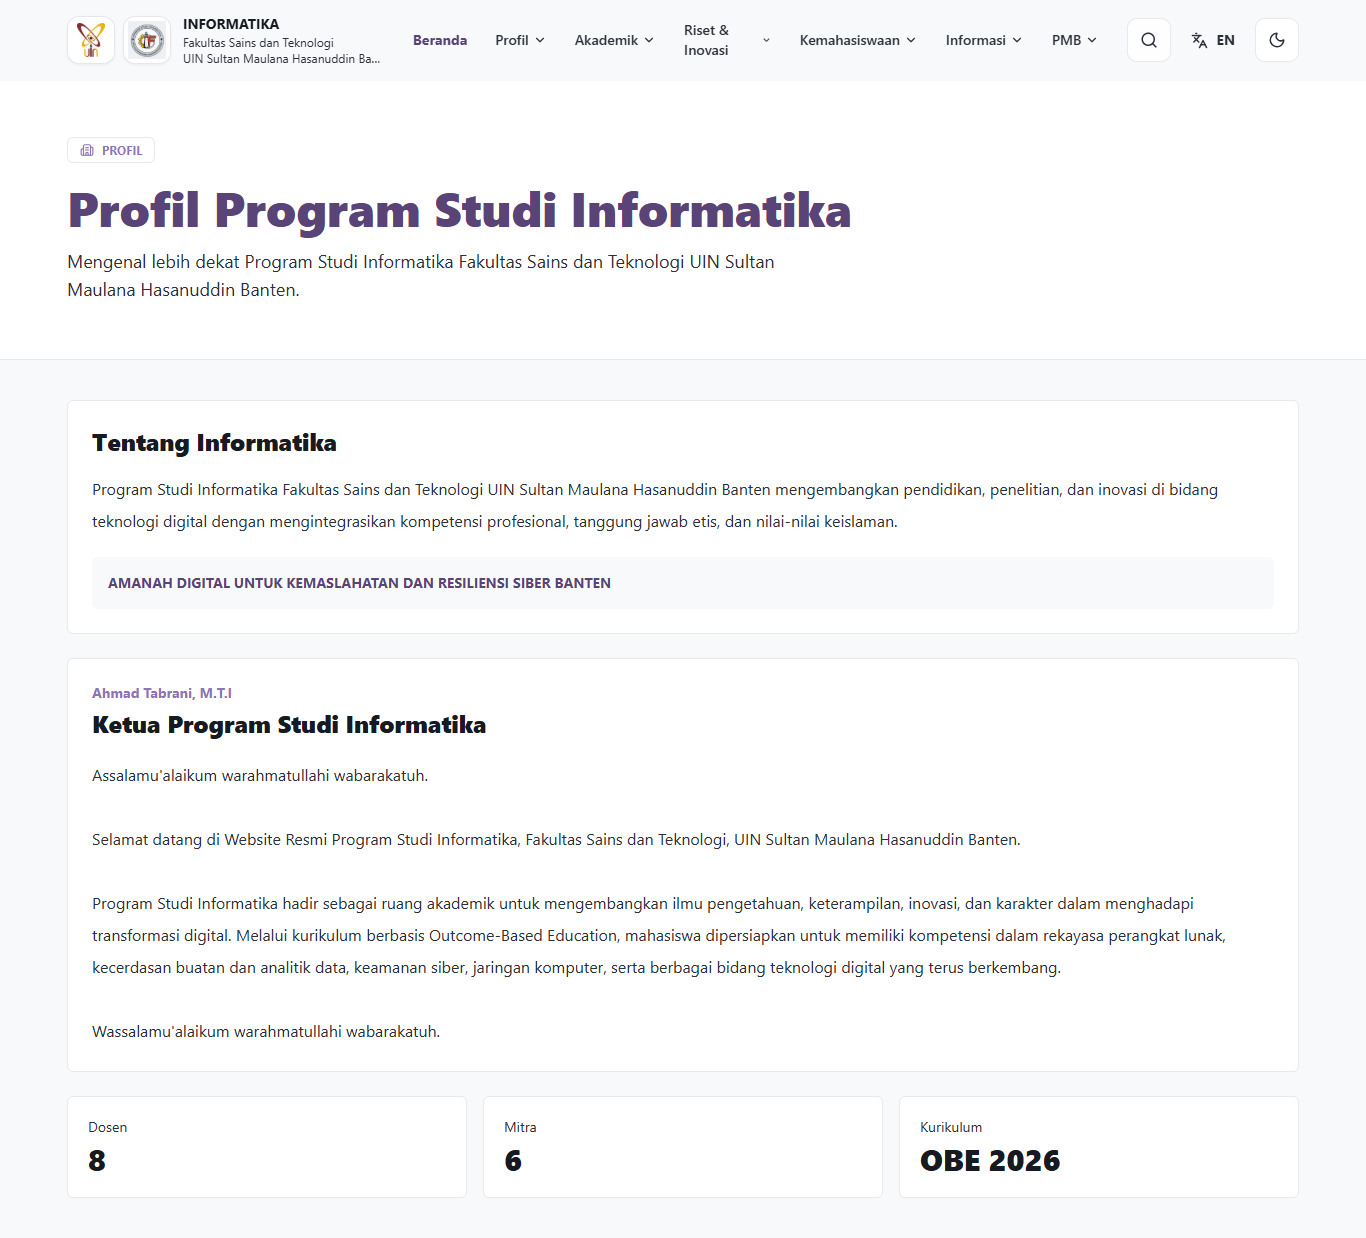 INFORMATIKA
Fakultas Sains dan Teknologi
UIN Sultan Maulana Hasanuddin Ba...
Beranda
Profil
Akademik
Riset &
Inovasi
Kemahasiswaan
Informasi
PMB
EN
PROFIL
Profil Program Studi Informatika
Mengenal lebih dekat Program Studi Informatika Fakultas Sains dan Teknologi UIN Sultan
Maulana Hasanuddin Banten.
Tentang Informatika
Program Studi Informatika Fakultas Sains dan Teknologi UIN Sultan Maulana Hasanuddin Banten mengembangkan pendidikan, penelitian, dan inovasi di bidang
teknologi digital dengan mengintegrasikan kompetensi profesional, tanggung jawab etis, dan nilai-nilai keislaman.
AMANAH DIGITAL UNTUK KEMASLAHATAN DAN RESILIENSI SIBER BANTEN
Ahmad Tabrani, M.T.I
Ketua Program Studi Informatika
Assalamu'alaikum warahmatullahi wabarakatuh.
Selamat datang di Website Resmi Program Studi Informatika, Fakultas Sains dan Teknologi, UIN Sultan Maulana Hasanuddin Banten.
Program Studi Informatika hadir sebagai ruang akademik untuk mengembangkan ilmu pengetahuan, keterampilan, inovasi, dan karakter dalam menghadapi
transformasi digital. Melalui kurikulum berbasis Outcome-Based Education, mahasiswa dipersiapkan untuk memiliki kompetensi dalam rekayasa perangkat lunak,
kecerdasan buatan dan analitik data, keamanan siber, jaringan komputer, serta berbagai bidang teknologi digital yang terus berkembang.
Wassalamu'alaikum warahmatullahi wabarakatuh.
Dosen
8
Mitra
6
Kurikulum
OBE 2026